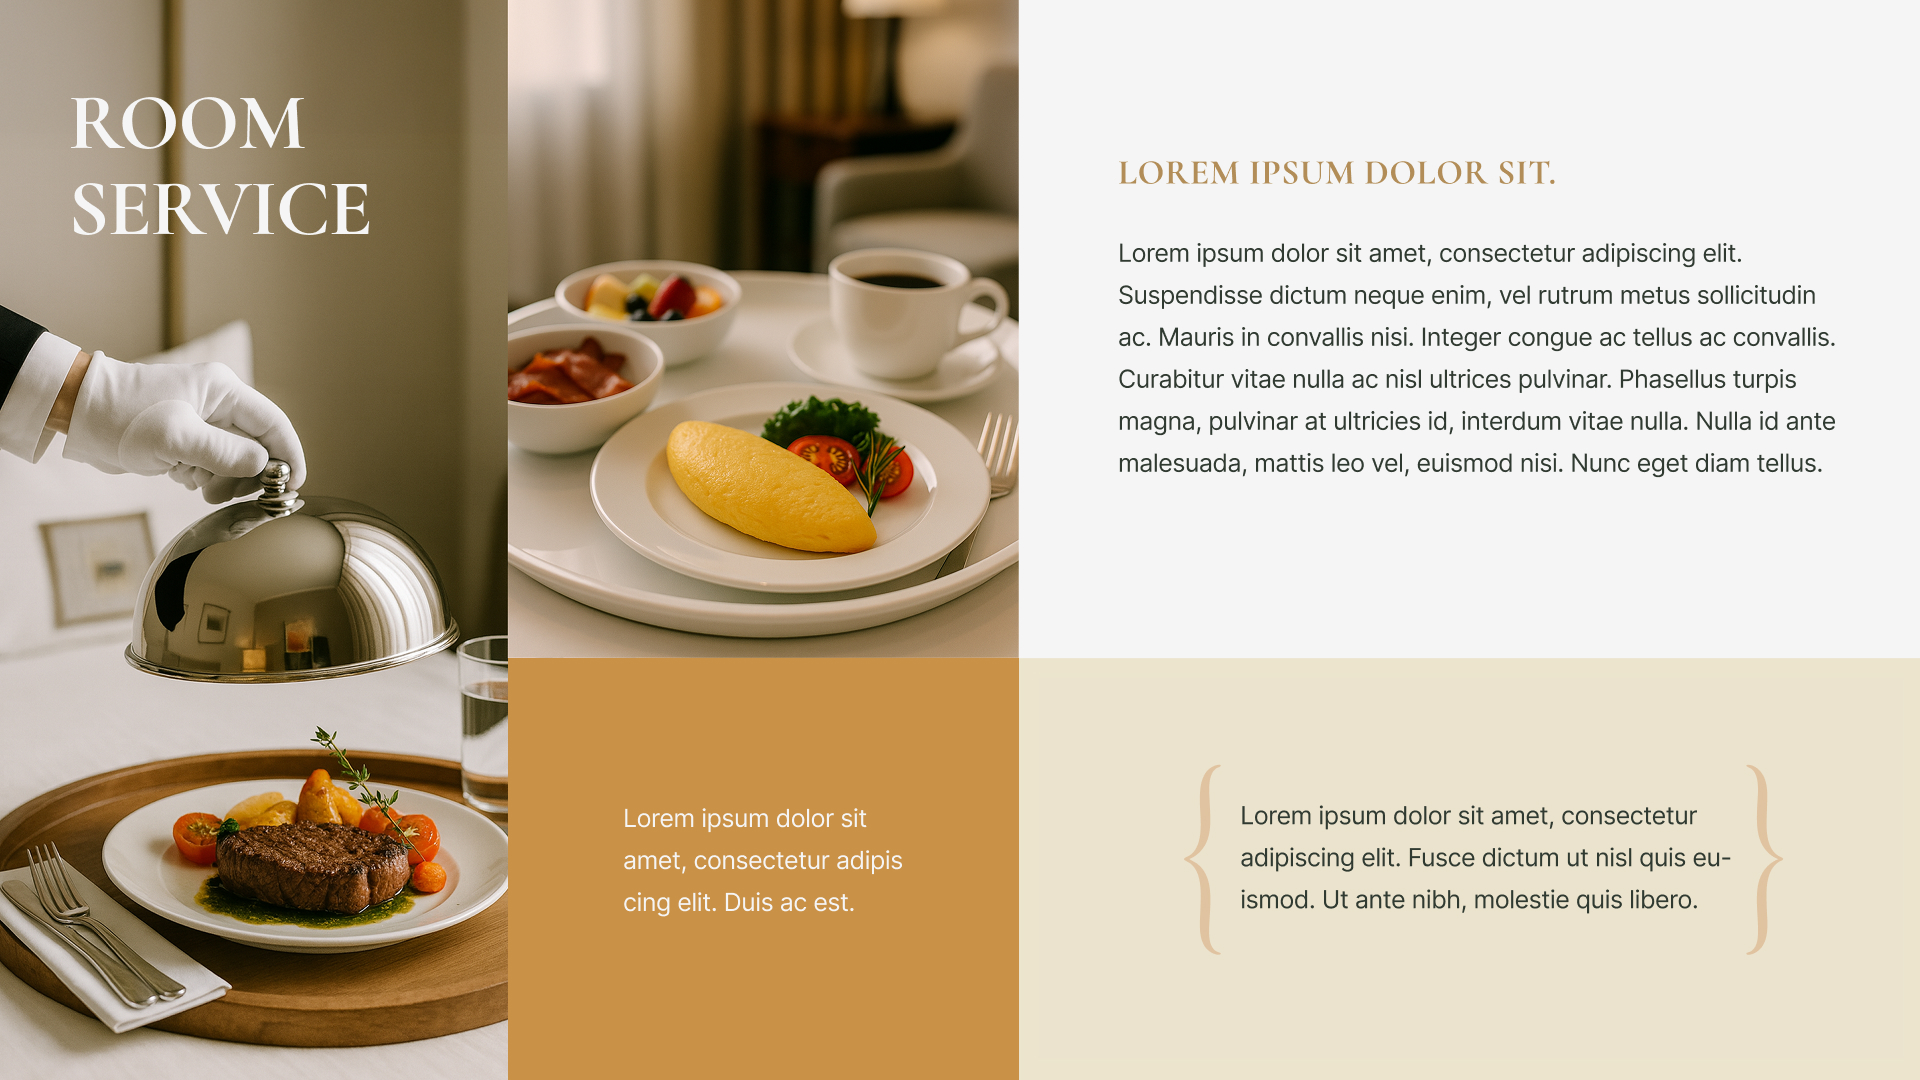 ROOM
SERVICE
LOREM IPSUM DOLOR SIT.
Lorem ipsum dolor sit amet, consectetur adipiscing elit.
Suspendisse dictum neque enim, vel rutrum metus sollicitudin
ac. Mauris in convallis nisi. Integer congue ac tellus ac convallis.
Curabitur vitae nulla ac nisl ultrices pulvinar. Phasellus turpis
magna, pulvinar at ultricies id, interdum vitae nulla. Nulla id ante
malesuada, mattis leo vel, euismod nisi. Nunc eget diam tellus.
Lorem ipsum dolor sit
amet, consectetur adipis
cing elit. Duis ac est.
Lorem ipsum dolor sit amet, consectetur
adipiscing elit. Fusce dictum ut nisl quis eu-
ismod. Ut ante nibh, molestie quis libero.